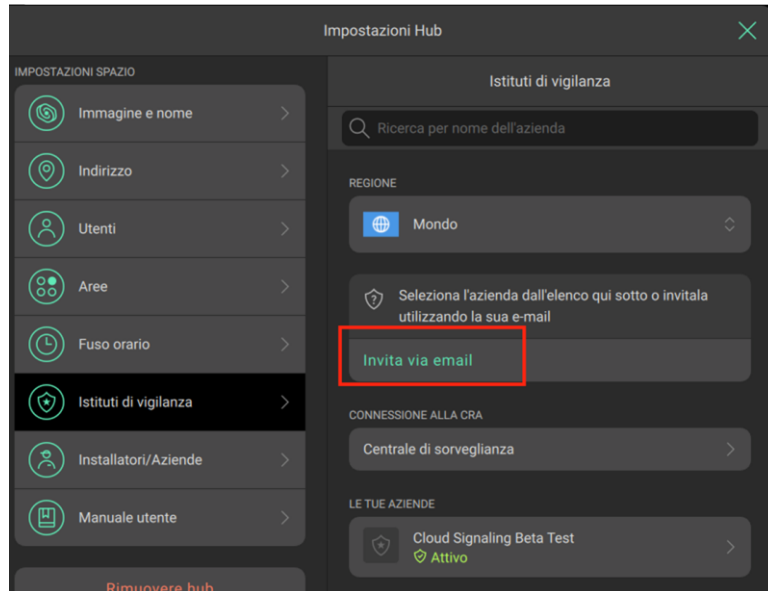 Impostazioni Hub
IMPOSTAZIONI SPAZIO
Immagine e nome
Indirizzo
Utenti
Aree
Fuso orario
Istituti di vigilanza
Installatori/Aziende
Manuale utente
Rimuovere hub
Istituti di vigilanza
Ricerca per nome dell'azienda
REGIONE
Mondo
Seleziona l'azienda dall'elenco qui sotto o invitala
utilizzando la sua e-mail
Invita via email
CONNESSIONE ALLA CRA
Centrale di sorveglianza
LE TUE AZIENDE
Cloud Signaling Beta Test
Attivo